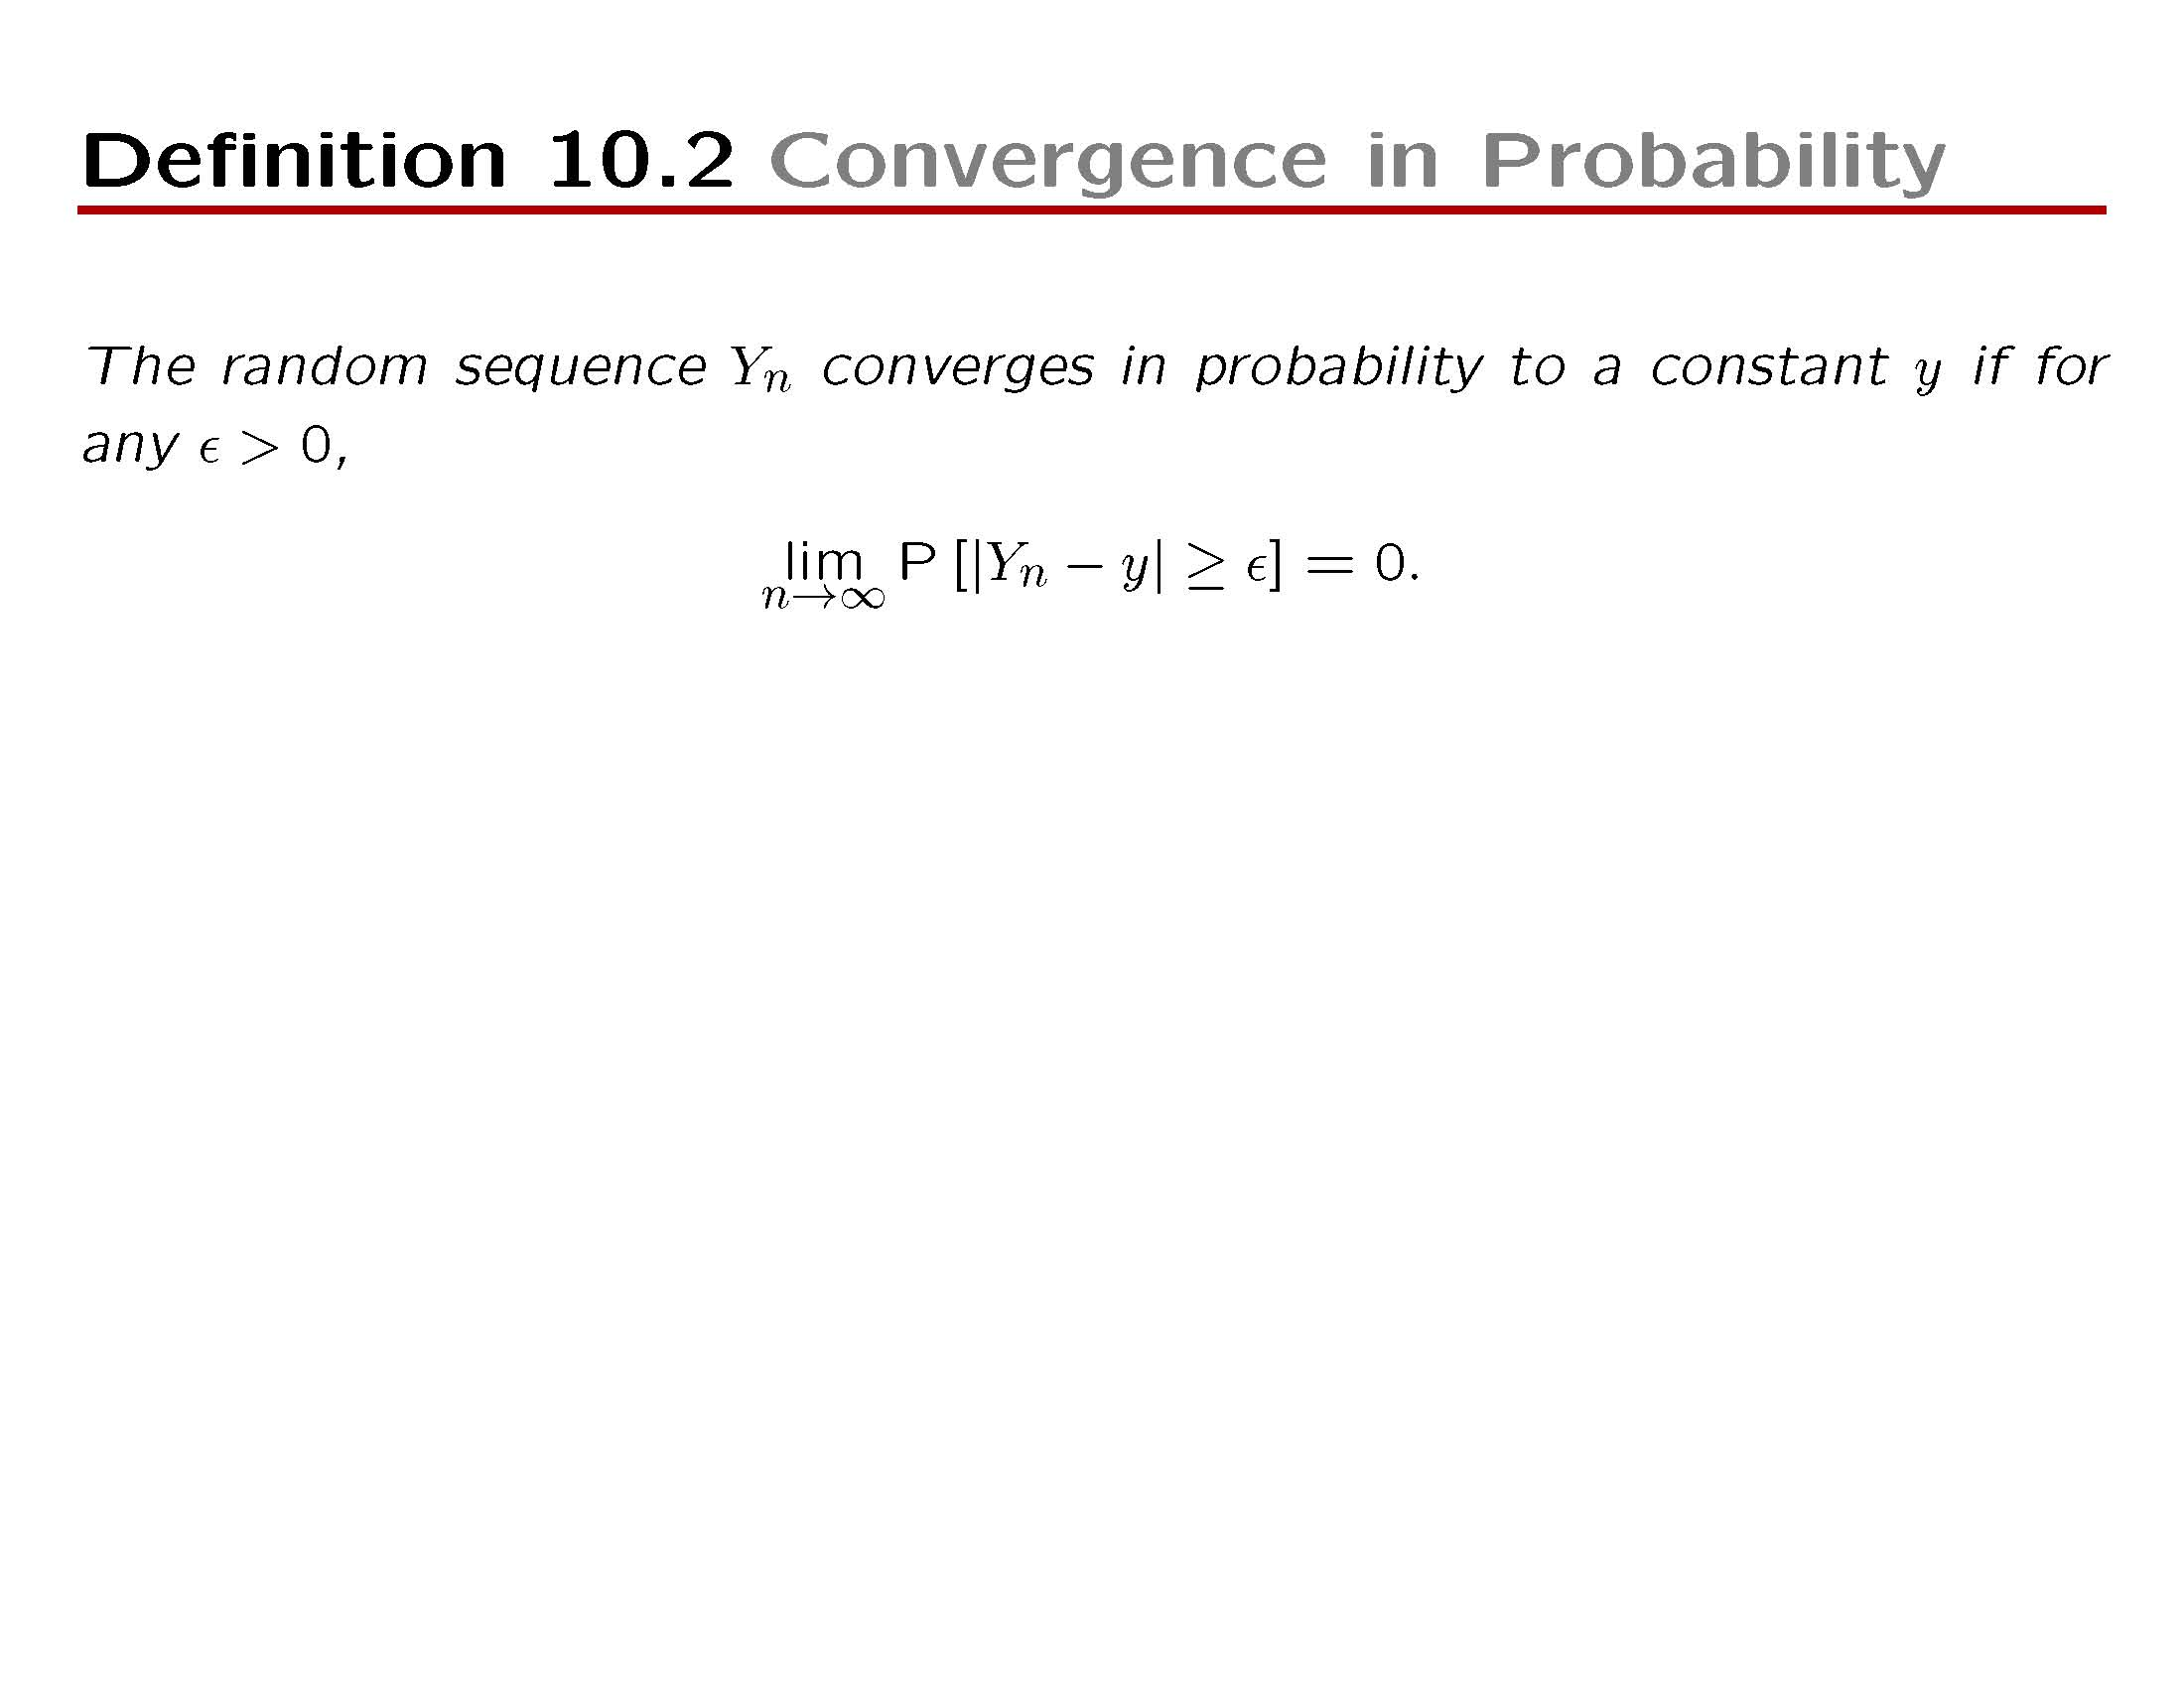 Definition 10.2 Convergence in Probability
The random sequence Yₙ converges in probability to a constant y if for
any ϵ > 0,
lim P [|Yₙ − y| ≥ ϵ] = 0.
n→∞